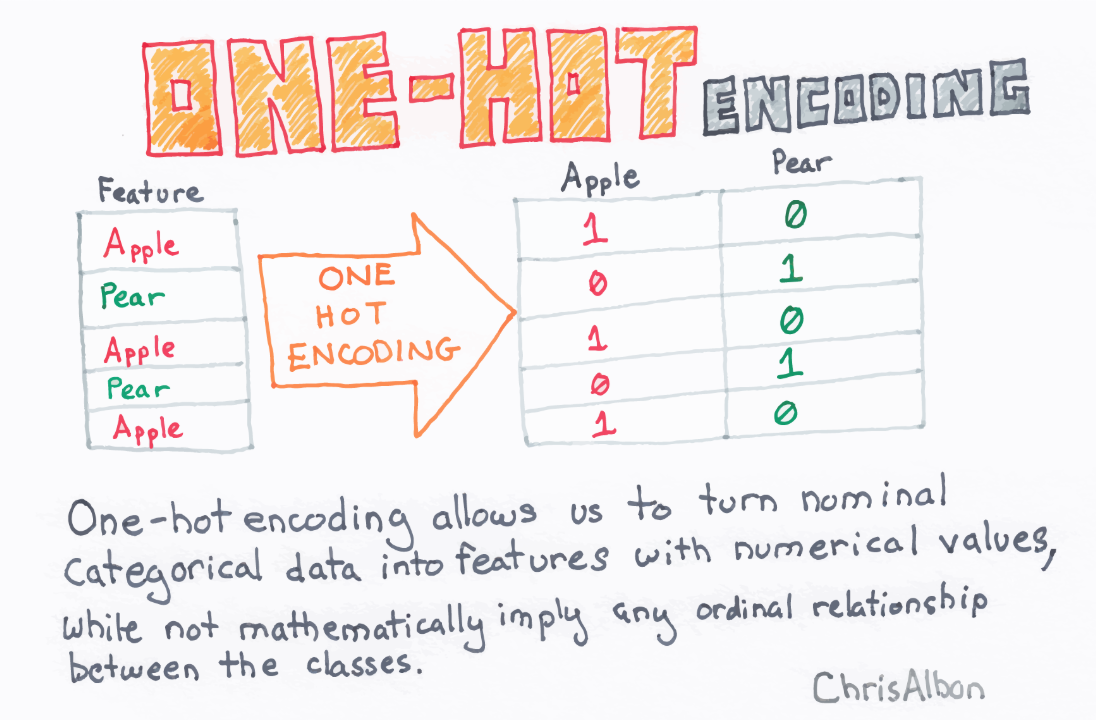 ONE-HOT ENCODING
Feature
Apple
Pear
Apple
Pear
Apple
ONE
HOT
ENCODING
Apple Pear
1 0
0 1
1 0
0 1
1 0
One-hot encoding allows us to turn nominal
categorical data into features with numerical values,
while not mathematically imply any ordinal relationship
between the classes.
ChrisAlbon